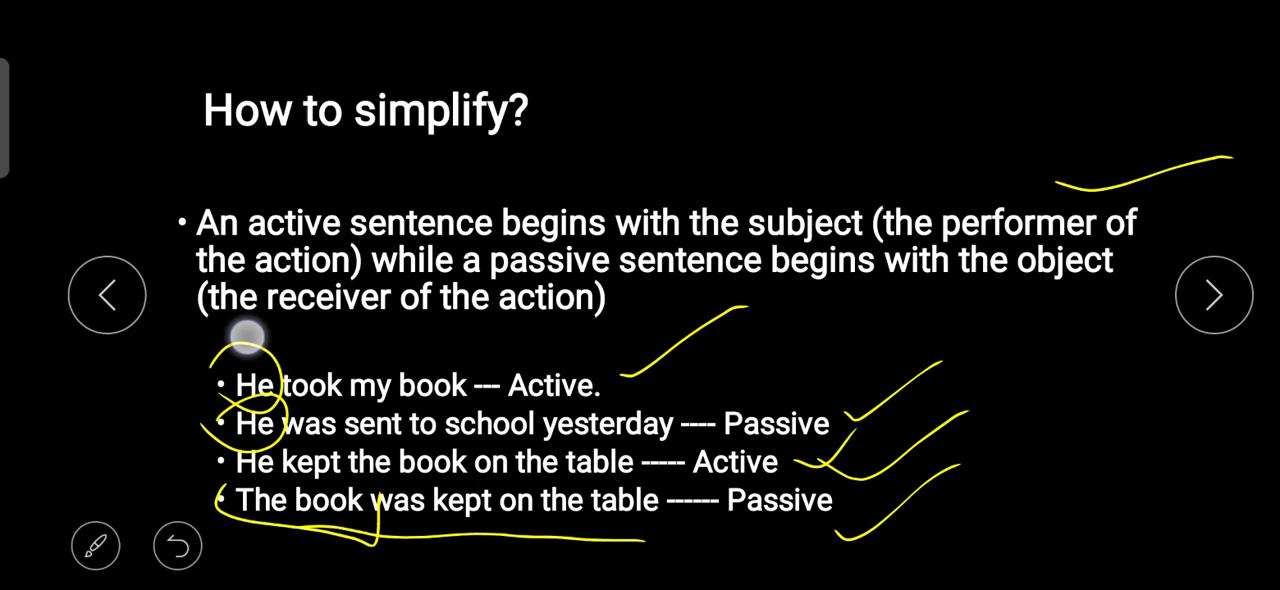 How to simplify?
• An active sentence begins with the subject (the performer of
the action) while a passive sentence begins with the object
(the receiver of the action)
• He took my book --- Active.
• He was sent to school yesterday ---- Passive
• He kept the book on the table ----- Active
• The book was kept on the table ------ Passive